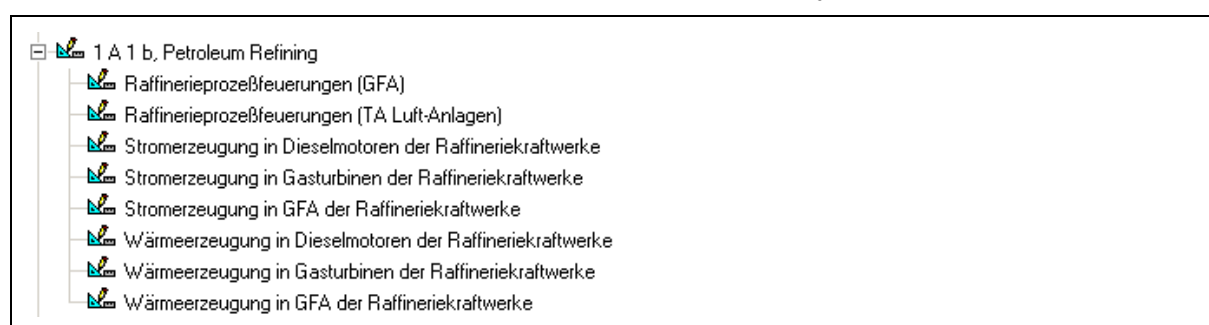 1 A 1 b, Petroleum Refining
Raffinerieprozeßfeuerungen (GFA)
Raffinerieprozeßfeuerungen (TA Luft-Anlagen)
Stromerzeugung in Dieselmotoren der Raffineriekraftwerke
Stromerzeugung in Gasturbinen der Raffineriekraftwerke
Stromerzeugung in GFA der Raffineriekraftwerke
Wärmeerzeugung in Dieselmotoren der Raffineriekraftwerke
Wärmeerzeugung in Gasturbinen der Raffineriekraftwerke
Wärmeerzeugung in GFA der Raffineriekraftwerke